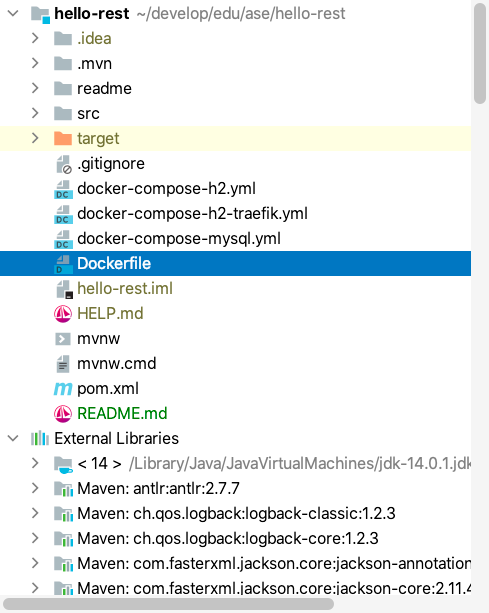 hello-rest ~/develop/edu/ase/hello-rest
.idea
.mvn
readme
src
target
.gitignore
DC docker-compose-h2.yml
DC docker-compose-h2-traefik.yml
DC docker-compose-mysql.yml
D Dockerfile
hello-rest.iml
HELP.md
mvnw
mvnw.cmd
m pom.xml
README.md
External Libraries
< 14 > /Library/Java/JavaVirtualMachines/jdk-14.0.1.jdk
Maven: antlr:antlr:2.7.7
Maven: ch.qos.logback:logback-classic:1.2.3
Maven: ch.qos.logback:logback-core:1.2.3
Maven: com.fasterxml.jackson.core:jackson-annotation
Maven: com.fasterxml.jackson.core:jackson-core:2.11.4